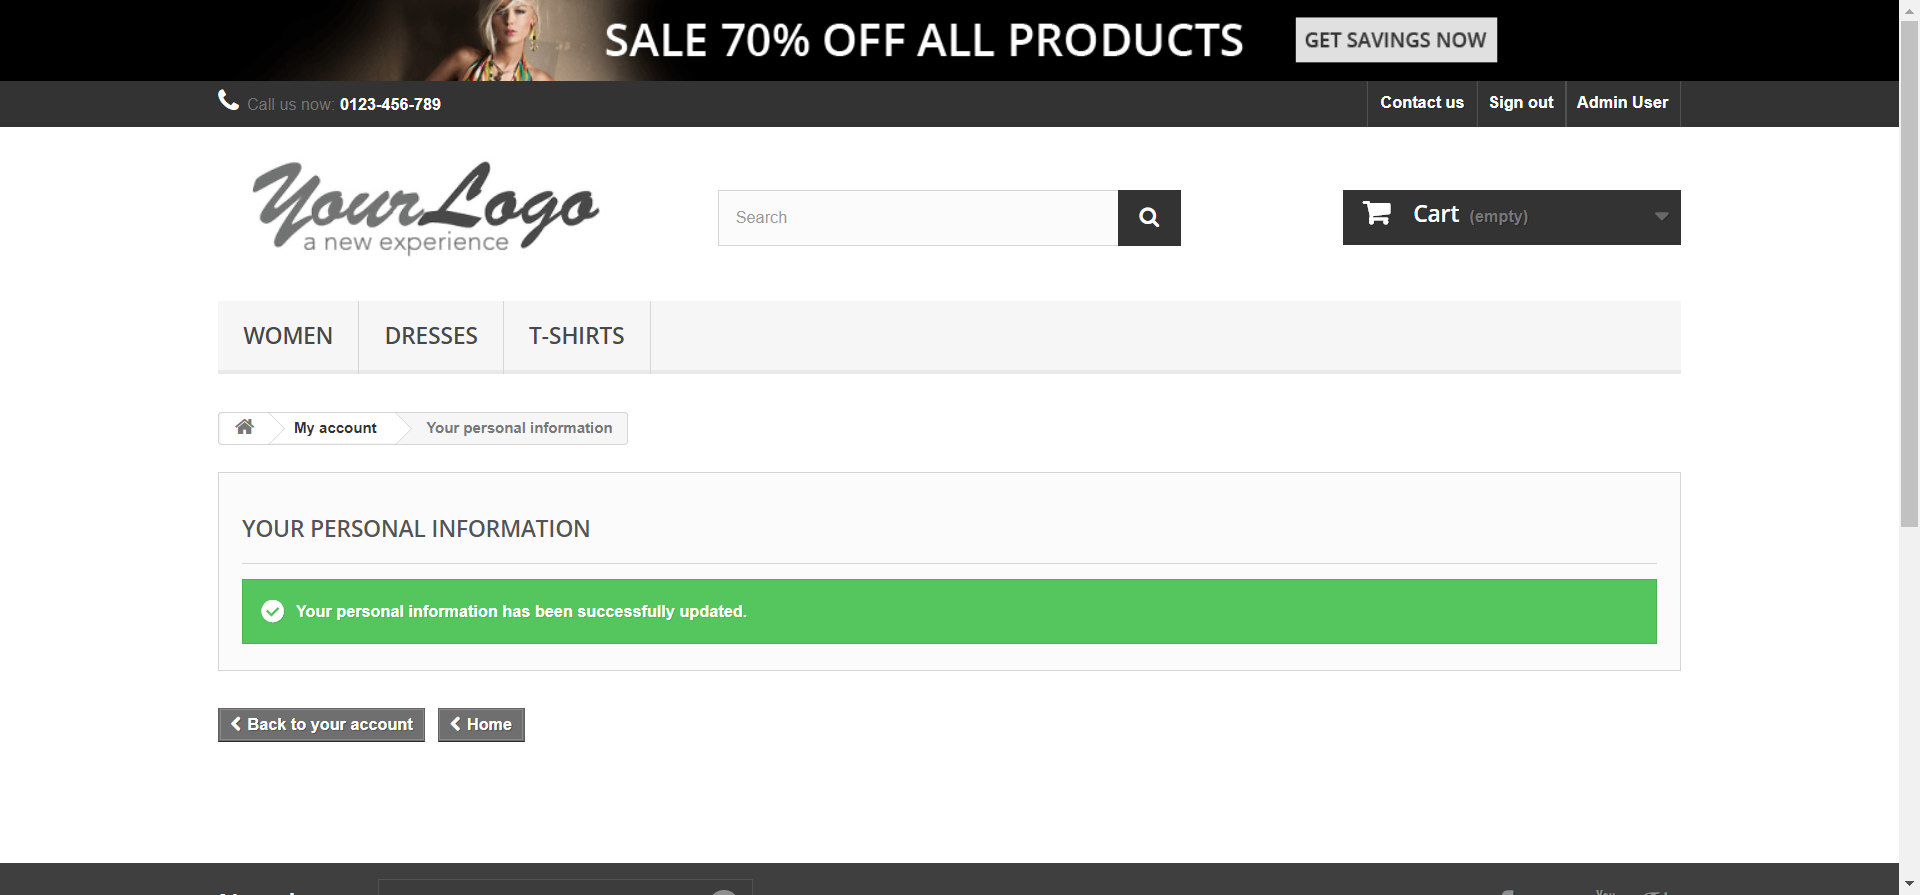 SALE 70% OFF ALL PRODUCTS GET SAVINGS NOW
Call us now: 0123-456-789
Contact us
Sign out
Admin User
YourLogo
a new experience
Search
Cart (empty)
WOMEN
DRESSES
T-SHIRTS
My account
Your personal information
YOUR PERSONAL INFORMATION
Your personal information has been successfully updated.
Back to your account
Home